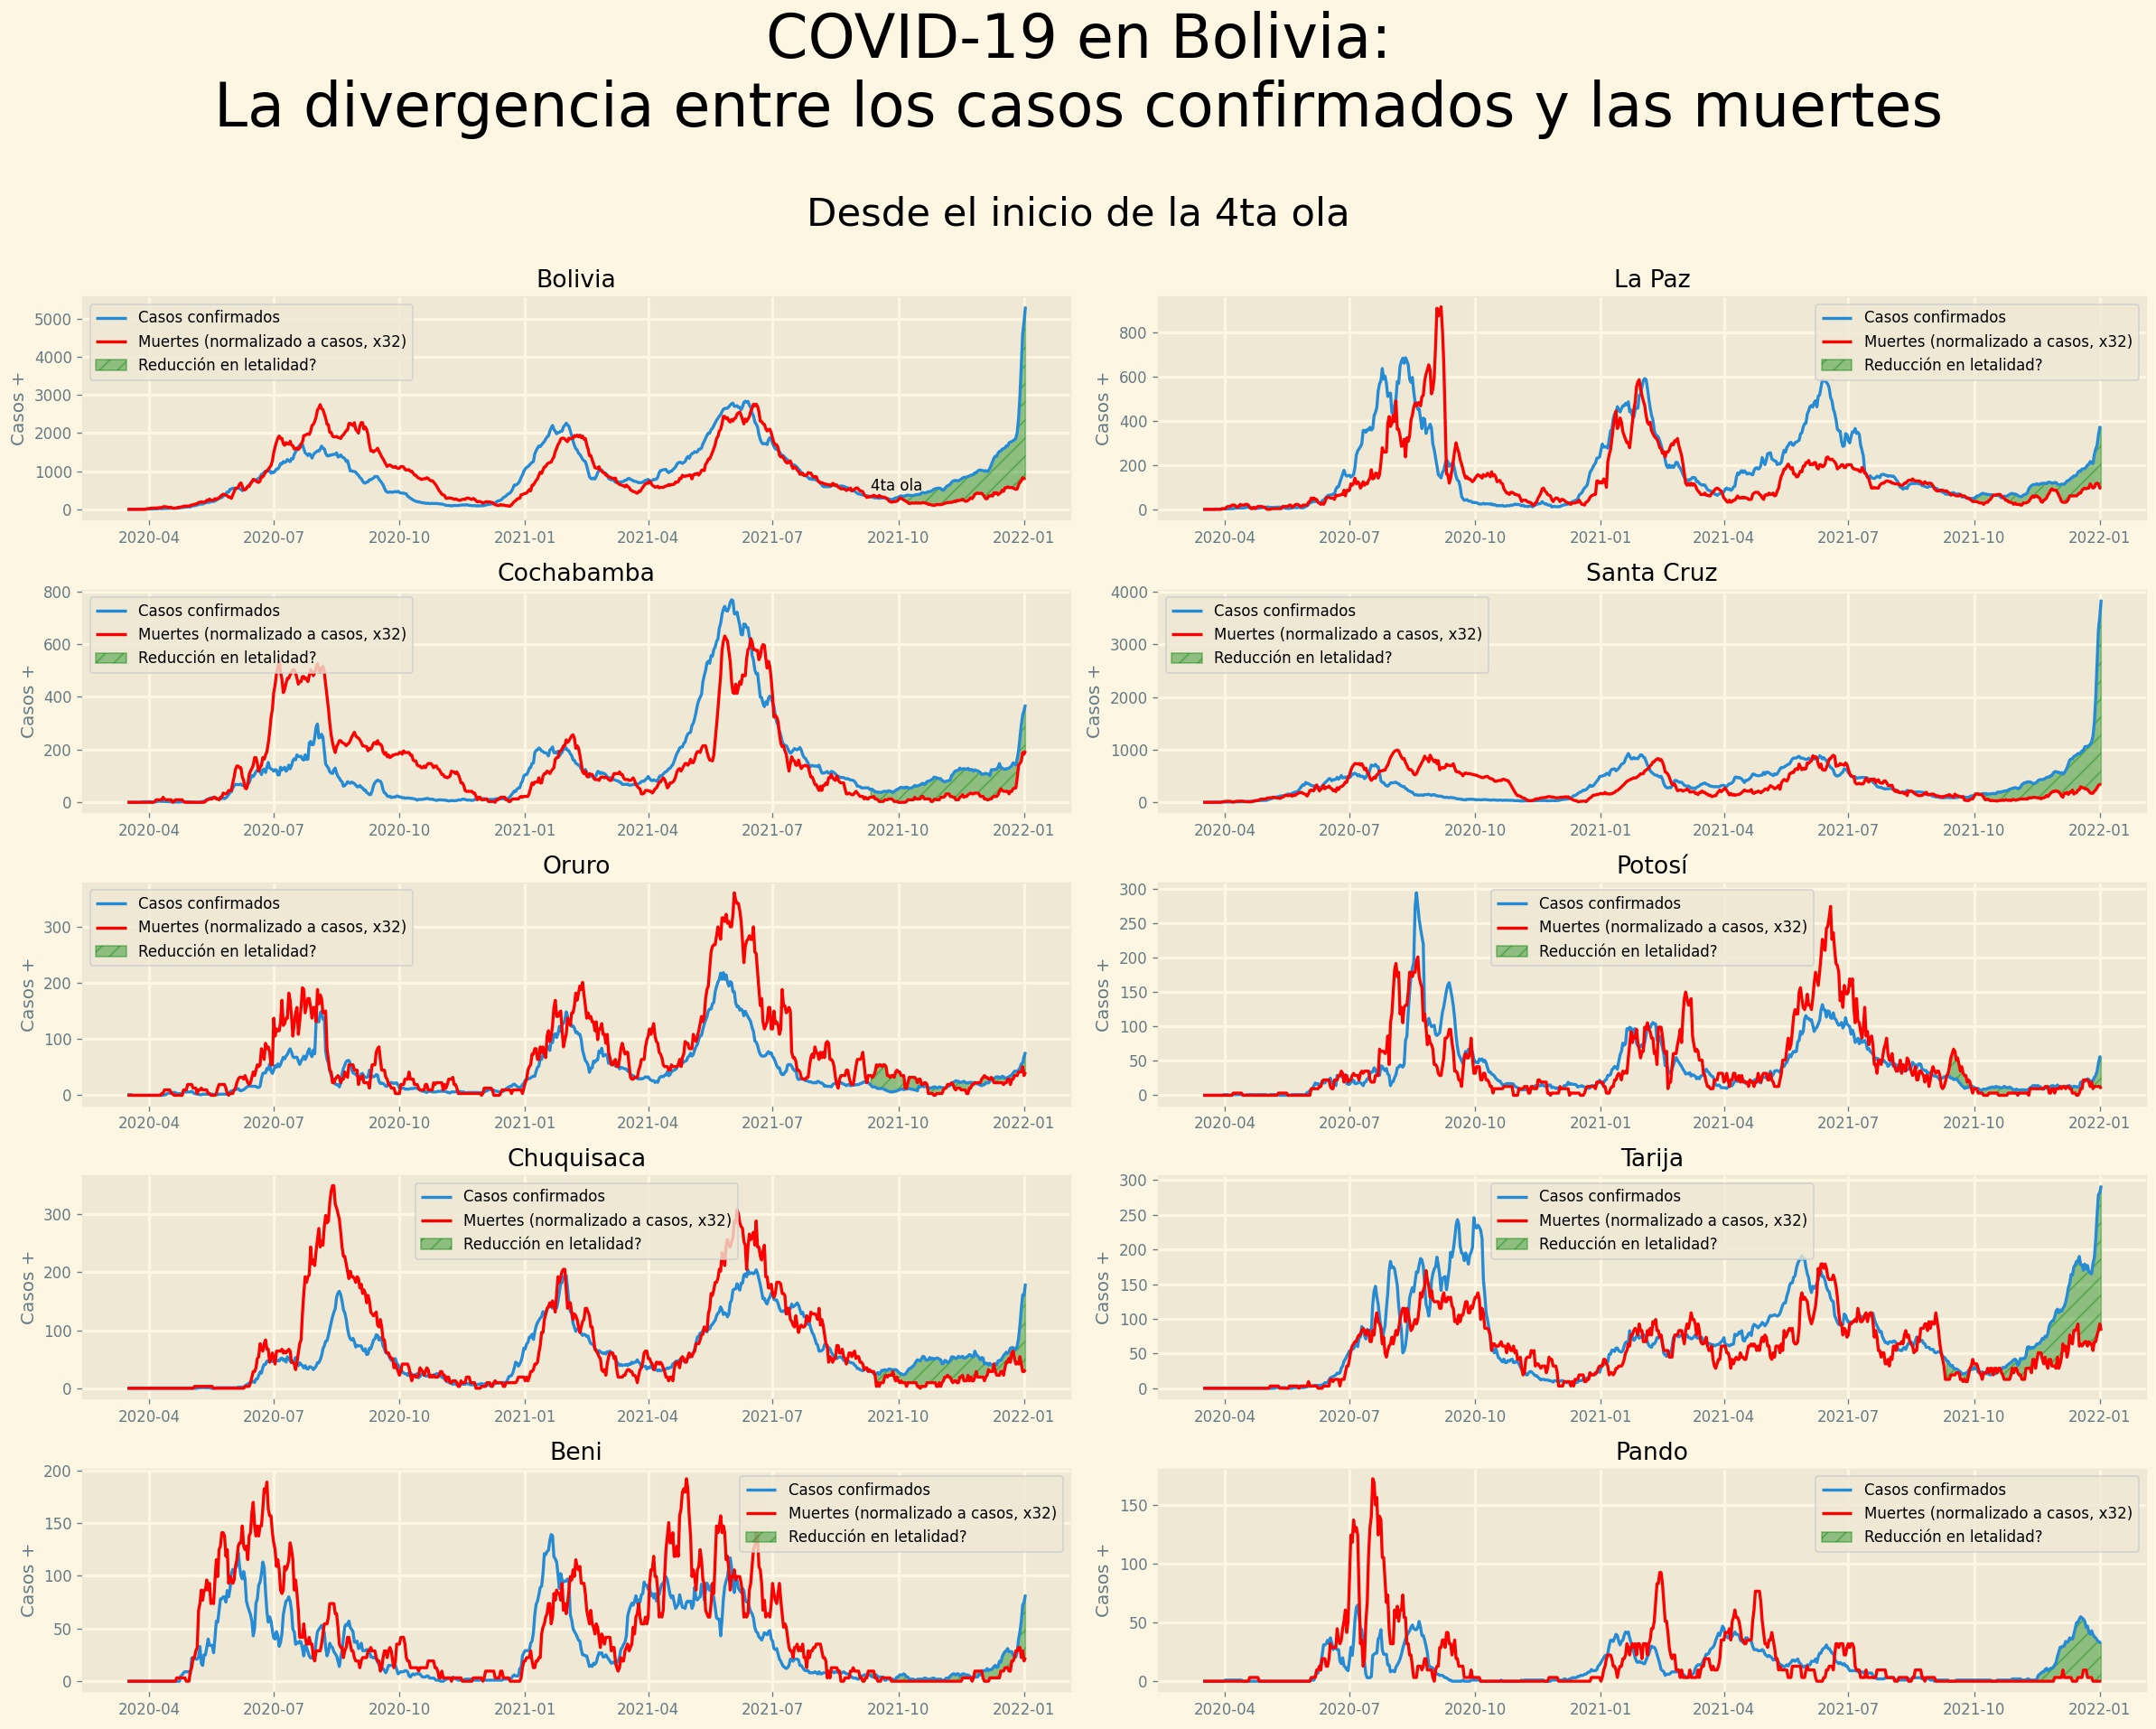 COVID-19 en Bolivia:
La divergencia entre los casos confirmados y las muertes
Desde el inicio de la 4ta ola
Bolivia
Casos +
5000
4000
3000
2000
1000
0
Casos confirmados
Muertes (normalizado a casos, x32)
Reducción en letalidad?
4ta ola
2020-04 2020-07 2020-10 2021-01 2021-04 2021-07 2021-10 2022-01
La Paz
Casos +
800
600
400
200
0
Casos confirmados
Muertes (normalizado a casos, x32)
Reducción en letalidad?
2020-04 2020-07 2020-10 2021-01 2021-04 2021-07 2021-10 2022-01
Cochabamba
Casos +
800
600
400
200
0
Casos confirmados
Muertes (normalizado a casos, x32)
Reducción en letalidad?
2020-04 2020-07 2020-10 2021-01 2021-04 2021-07 2021-10 2022-01
Santa Cruz
Casos +
4000
3000
2000
1000
0
Casos confirmados
Muertes (normalizado a casos, x32)
Reducción en letalidad?
2020-04 2020-07 2020-10 2021-01 2021-04 2021-07 2021-10 2022-01
Oruro
Casos +
300
200
100
0
Casos confirmados
Muertes (normalizado a casos, x32)
Reducción en letalidad?
2020-04 2020-07 2020-10 2021-01 2021-04 2021-07 2021-10 2022-01
Potosí
Casos +
300
250
200
150
100
50
0
Casos confirmados
Muertes (normalizado a casos, x32)
Reducción en letalidad?
2020-04 2020-07 2020-10 2021-01 2021-04 2021-07 2021-10 2022-01
Chuquisaca
Casos +
300
200
100
0
Casos confirmados
Muertes (normalizado a casos, x32)
Reducción en letalidad?
2020-04 2020-07 2020-10 2021-01 2021-04 2021-07 2021-10 2022-01
Tarija
Casos +
300
250
200
150
100
50
0
Casos confirmados
Muertes (normalizado a casos, x32)
Reducción en letalidad?
2020-04 2020-07 2020-10 2021-01 2021-04 2021-07 2021-10 2022-01
Beni
Casos +
200
150
100
50
0
Casos confirmados
Muertes (normalizado a casos, x32)
Reducción en letalidad?
2020-04 2020-07 2020-10 2021-01 2021-04 2021-07 2021-10 2022-01
Pando
Casos +
150
100
50
0
Casos confirmados
Muertes (normalizado a casos, x32)
Reducción en letalidad?
2020-04 2020-07 2020-10 2021-01 2021-04 2021-07 2021-10 2022-01